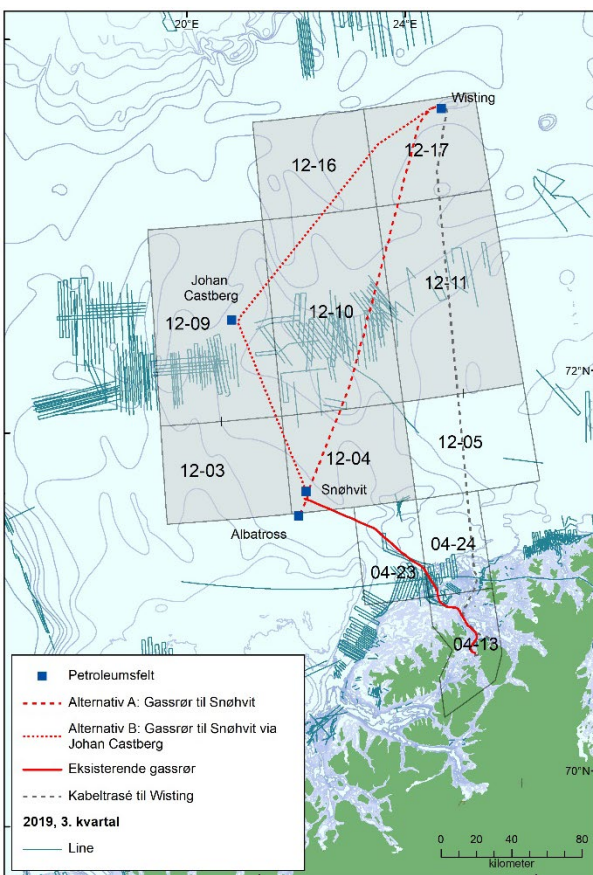 20°E
24°E
Wisting
12-16
12-17
Johan
Castberg
12-09
12-10
12-11
72°N
12-03
12-04
12-05
Snøhvit
Albatross
04-23
04-24
04-13
Petroleumsfelt
Alternativ A: Gassrør til Snøhvit
Alternativ B: Gassrør til Snøhvit via
Johan Castberg
Eksisterende gassrør
Kabeltrasé til Wisting
2019, 3. kvartal
Line
70°N
0 20 40 80
kilometer